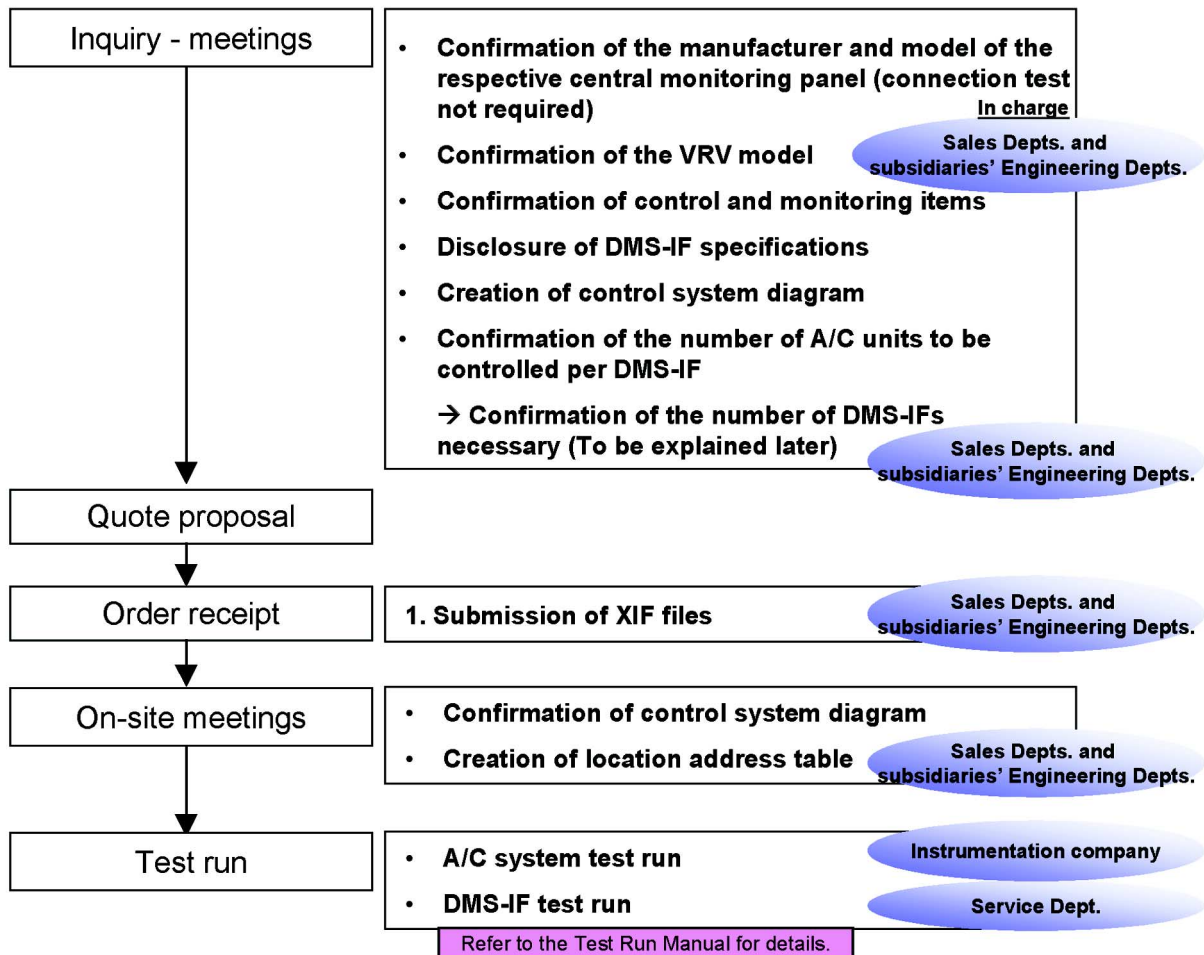 Inquiry - meetings
• Confirmation of the manufacturer and model of the
respective central monitoring panel (connection test
not required)
In charge
Sales Depts. and
subsidiaries’ Engineering Depts.
• Confirmation of the VRV model
• Confirmation of control and monitoring items
• Disclosure of DMS-IF specifications
• Creation of control system diagram
• Confirmation of the number of A/C units to be
controlled per DMS-IF
→ Confirmation of the number of DMS-IFs
necessary (To be explained later)
Sales Depts. and
subsidiaries’ Engineering Depts.
Quote proposal
Order receipt
1. Submission of XIF files
Sales Depts. and
subsidiaries’ Engineering Depts.
On-site meetings
• Confirmation of control system diagram
• Creation of location address table
Sales Depts. and
subsidiaries’ Engineering Depts.
Test run
• A/C system test run
Instrumentation company
• DMS-IF test run
Service Dept.
Refer to the Test Run Manual for details.